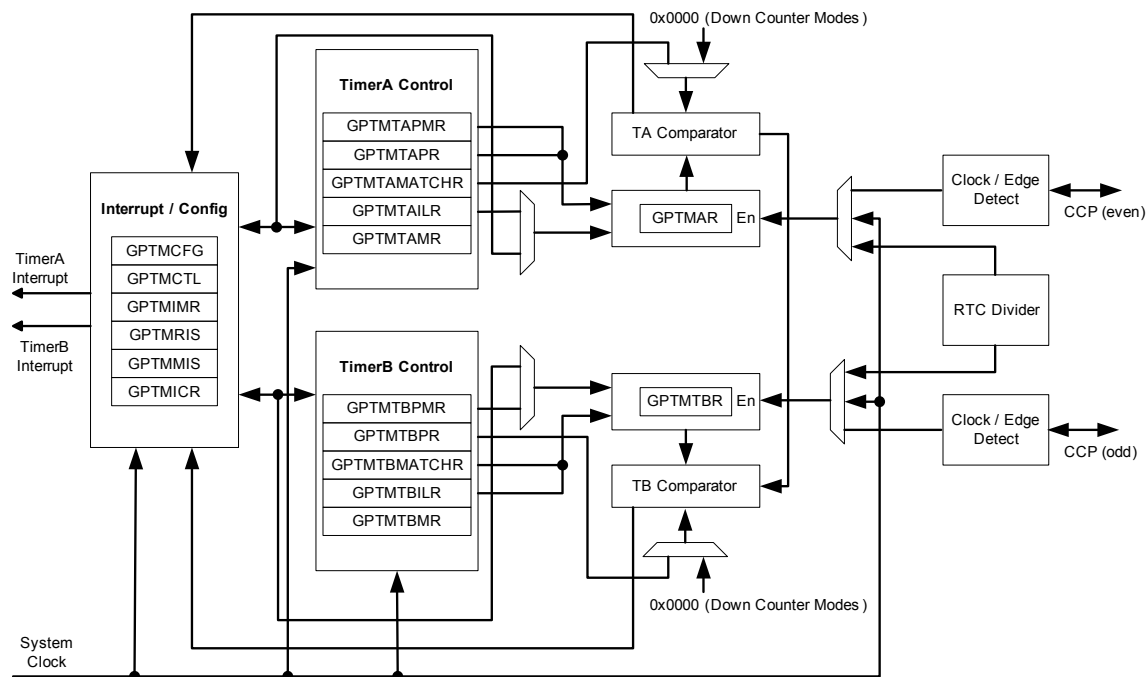 0x0000 (Down Counter Modes )
TimerA Control
GPTMTAPMR
GPTMTAPR
GPTMTAMATCHR
GPTMTAILR
GPTMTAMR
TA Comparator
GPTMAR
En
Clock / Edge
Detect
CCP (even)
Interrupt / Config
GPTMCFG
GPTMCTL
GPTMIMR
GPTMRIS
GPTMMIS
GPTMICR
TimerA
Interrupt
TimerB
Interrupt
RTC Divider
TimerB Control
GPTMTBPMR
GPTMTBPR
GPTMTBMATCHR
GPTMTBILR
GPTMTBMR
GPTMTBR
En
TB Comparator
Clock / Edge
Detect
CCP (odd)
0x0000 (Down Counter Modes )
System
Clock